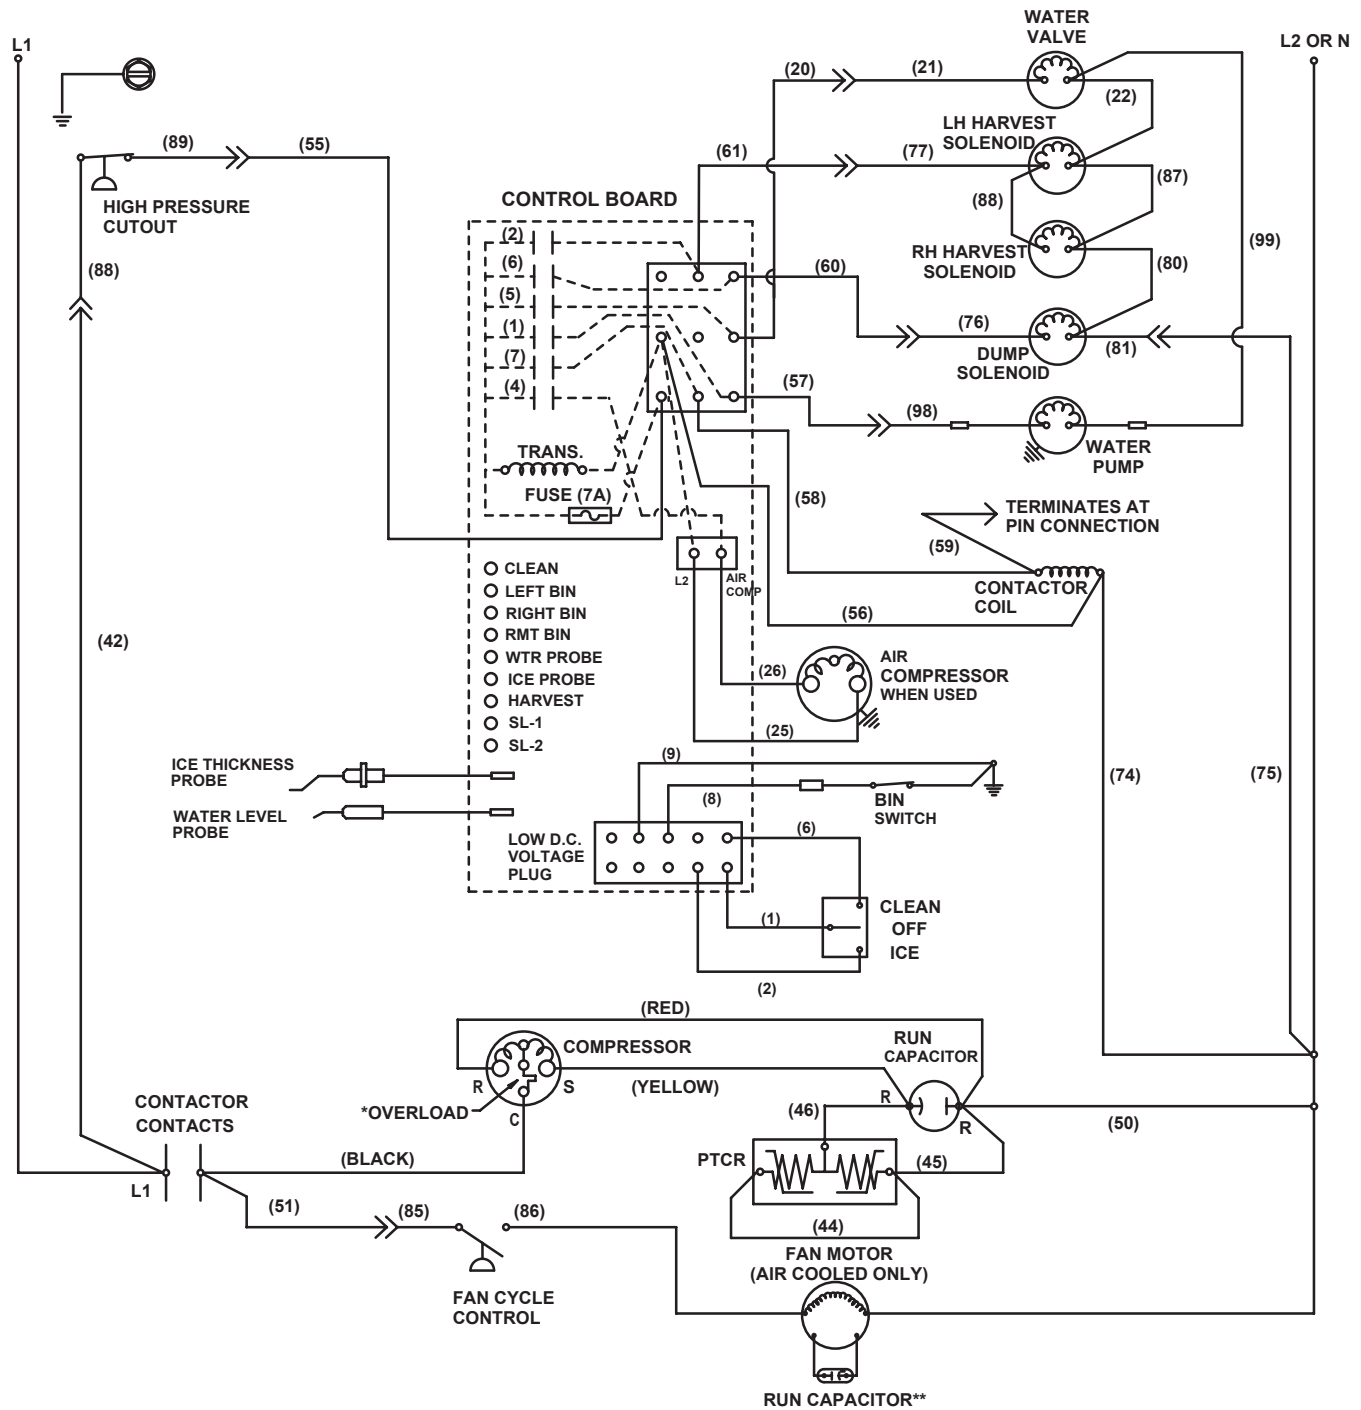 WATER
VALVE
L1
L2 OR N
(20)
(21)
(22)
LH HARVEST
SOLENOID
(89)
(55)
(61)
(77)
(87)
HIGH PRESSURE
CUTOUT
CONTROL BOARD
(88)
(2)
RH HARVEST
SOLENOID
(99)
(88)
(6)
(60)
(80)
(5)
(1)
(76)
(81)
(7)
DUMP
SOLENOID
(4)
(57)
(98)
TRANS.
WATER
PUMP
FUSE (7A)
(58)
TERMINATES AT
PIN CONNECTION
(59)
CLEAN
L2
AIR
COMP
CONTACTOR
COIL
LEFT BIN
RIGHT BIN
(56)
RMT BIN
(42)
WTR PROBE
AIR
COMPRESSOR
WHEN USED
ICE PROBE
(26)
HARVEST
SL-1
(25)
SL-2
ICE THICKNESS
PROBE
(9)
(74)
(75)
(8)
BIN
SWITCH
WATER LEVEL
PROBE
LOW D.C.
VOLTAGE
PLUG
(6)
CLEAN
(1)
OFF
ICE
(2)
(RED)
RUN
CAPACITOR
COMPRESSOR
R
S
(YELLOW)
*OVERLOAD
C
R
R
(46)
(50)
CONTACTOR
CONTACTS
(BLACK)
PTCR
(45)
L1
(51)
(85)
(86)
(44)
FAN MOTOR
(AIR COOLED ONLY)
FAN CYCLE
CONTROL
RUN CAPACITOR**